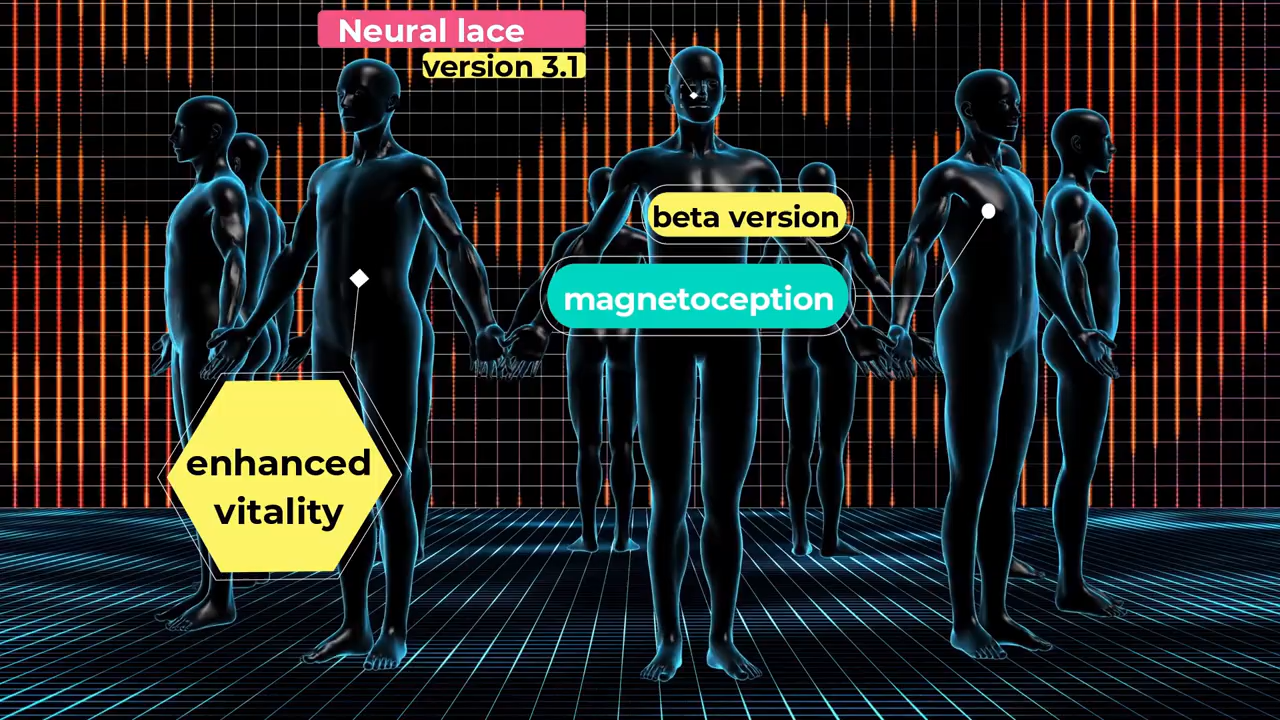 Neural lace
version 3.1
beta version
magnetoception
enhanced
vitality